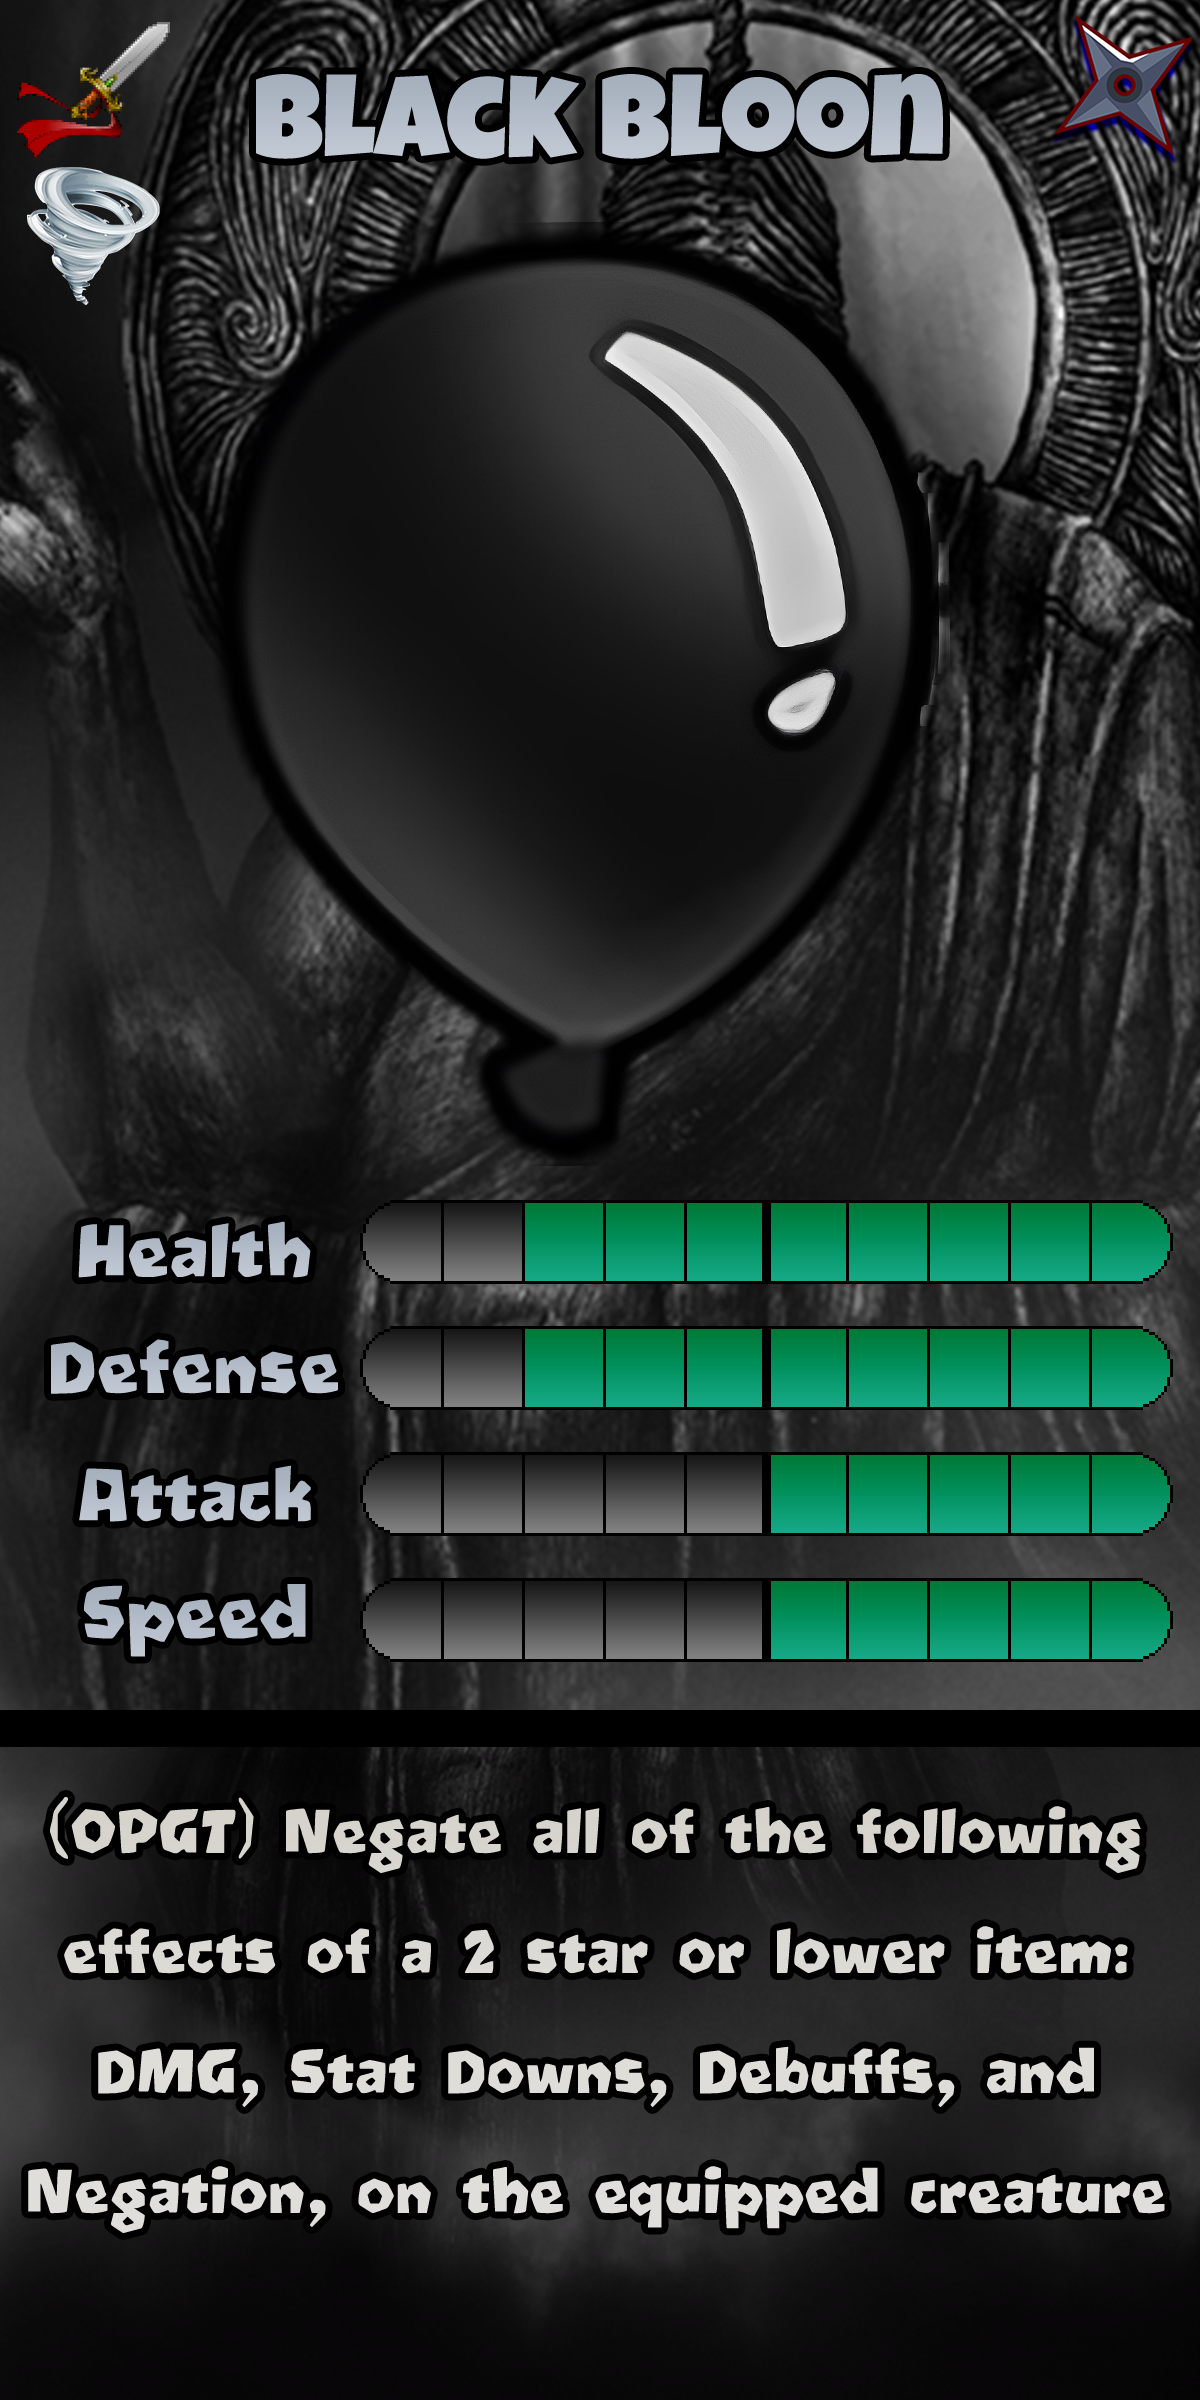 BLACK BLOON
Health
Defense
Attack
Speed
(OPGT) Negate all of the following
effects of a 2 star or lower item:
DMG, Stat Downs, Debuffs, and
Negation, on the equipped creature